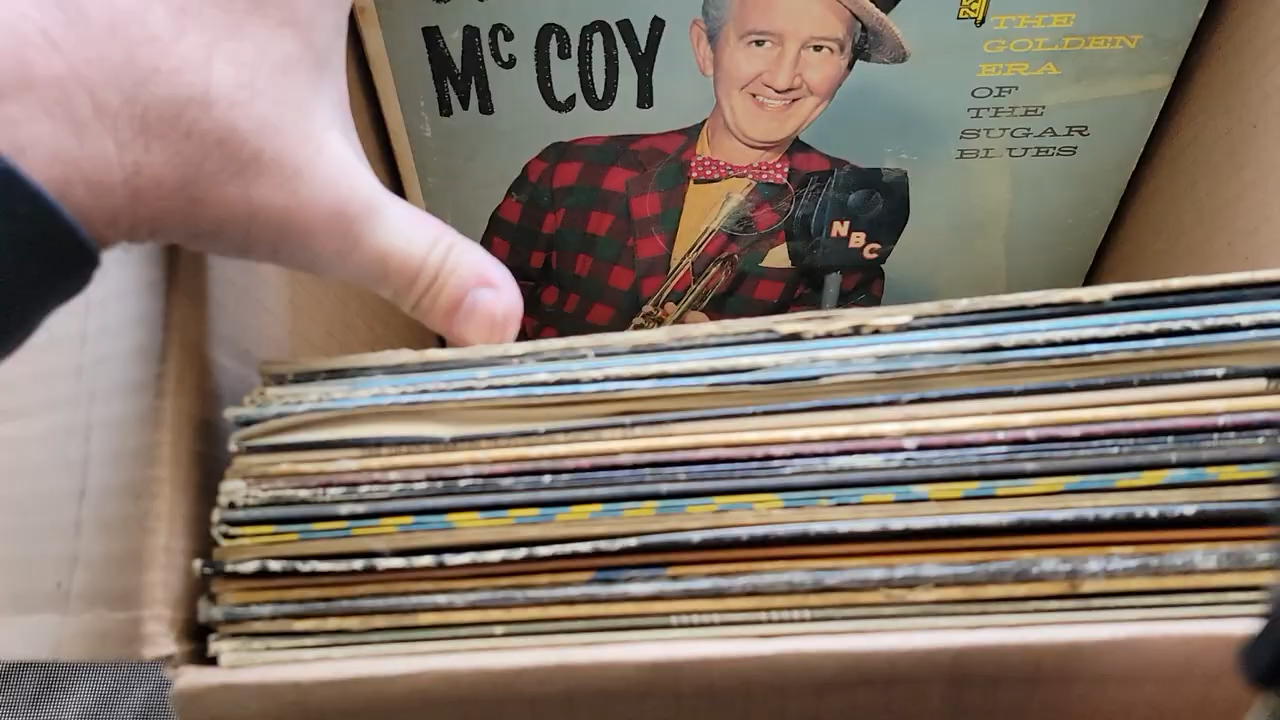 McCOY
THE
GOLDEN
ERA
OF
THE
SUGAR
BLUES
NBC